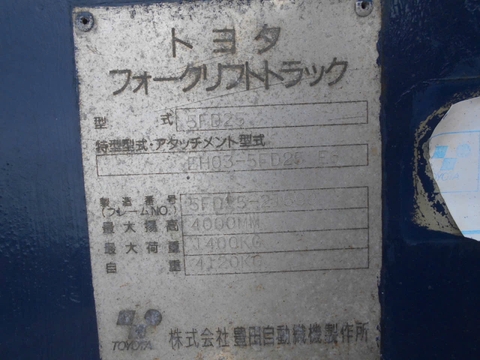 トヨタ
フォークリフトトラック
型 式 5FD25
特型型式・アタッチメント型式
製造番号
(フレームNO.) 5FD25-
最大揚高 4000MM
最大荷重 1400KG
自重 4120KG
TOYOTA 株式会社豊田自動織機製作所